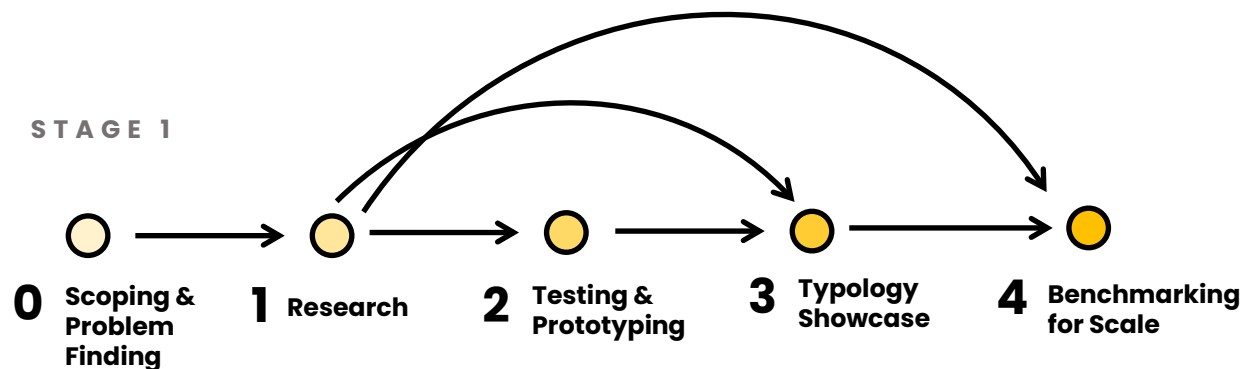 STAGE 1
0 Scoping &
Problem
Finding
1 Research
2 Testing &
Prototyping
3 Typology
Showcase
4 Benchmarking
for Scale